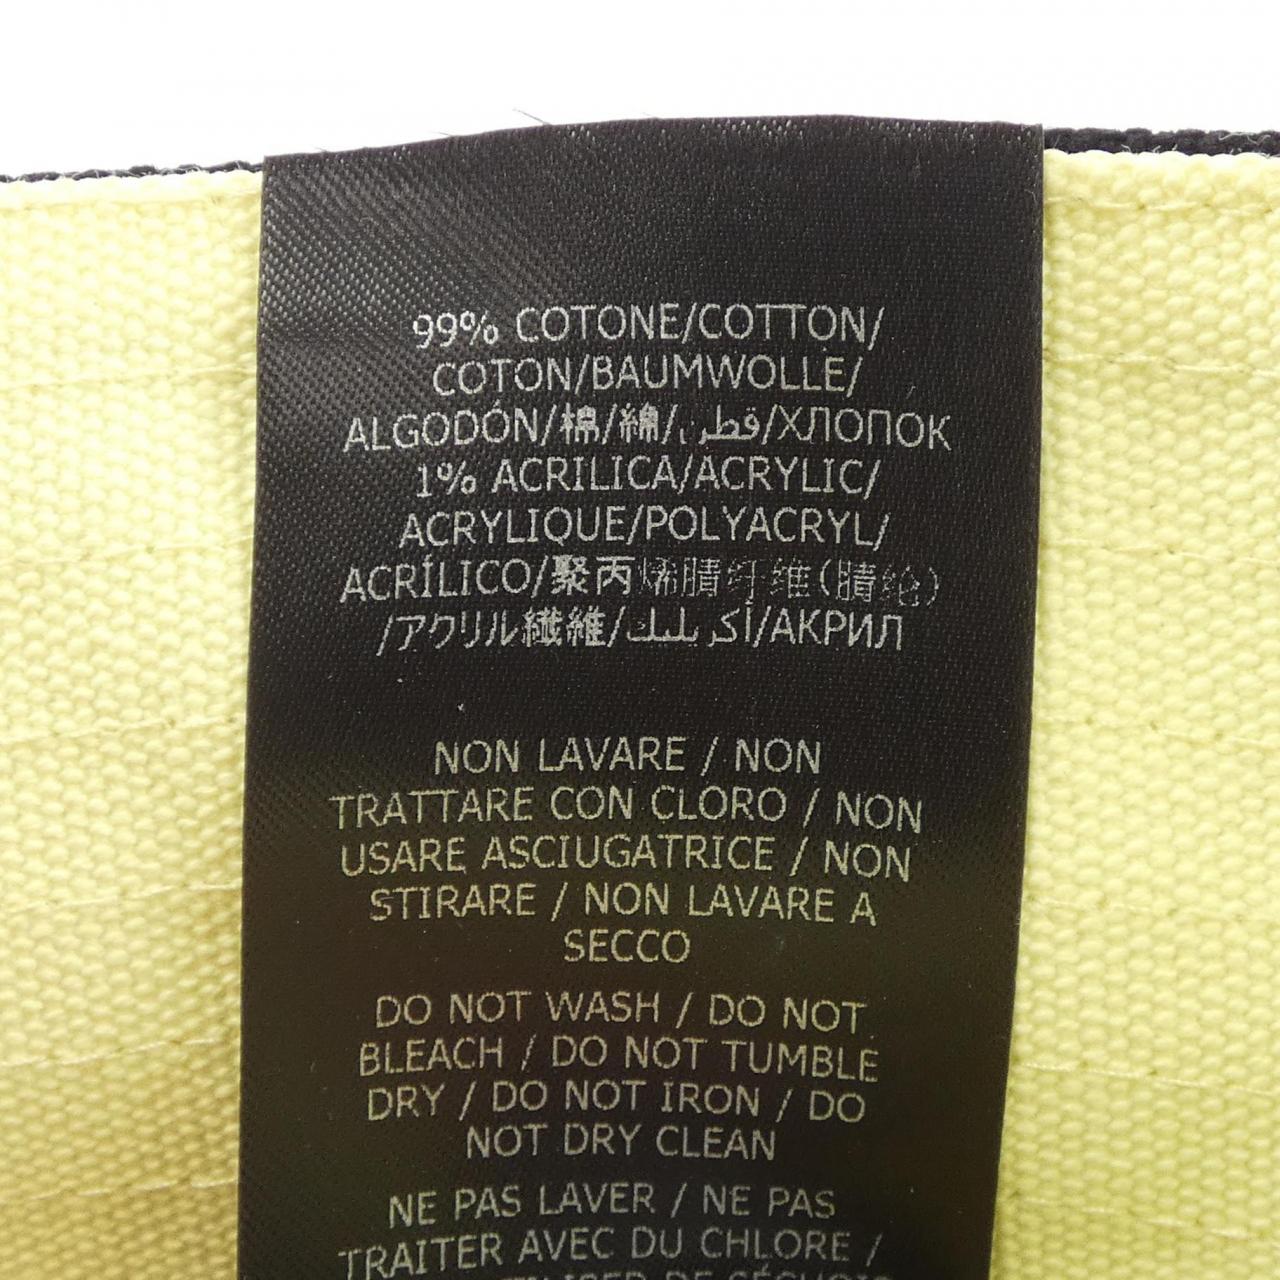 99% COTONE/COTTON/
COTON/BAUMWOLLE/
ALGODÓN/棉/綿/قطن/ХЛОПОК
1% ACRILICA/ACRYLIC/
ACRYLIQUE/POLYACRYL/
ACRÍLICO/聚丙烯腈纤维(腈纶)
/アクリル繊維/أكريليك/АКРИЛ
NON LAVARE / NON
TRATTARE CON CLORO / NON
USARE ASCIUGATRICE / NON
STIRARE / NON LAVARE A
SECCO
DO NOT WASH / DO NOT
BLEACH / DO NOT TUMBLE
DRY / DO NOT IRON / DO
NOT DRY CLEAN
NE PAS LAVER / NE PAS
TRAITER AVEC DU CHLORE /
DE